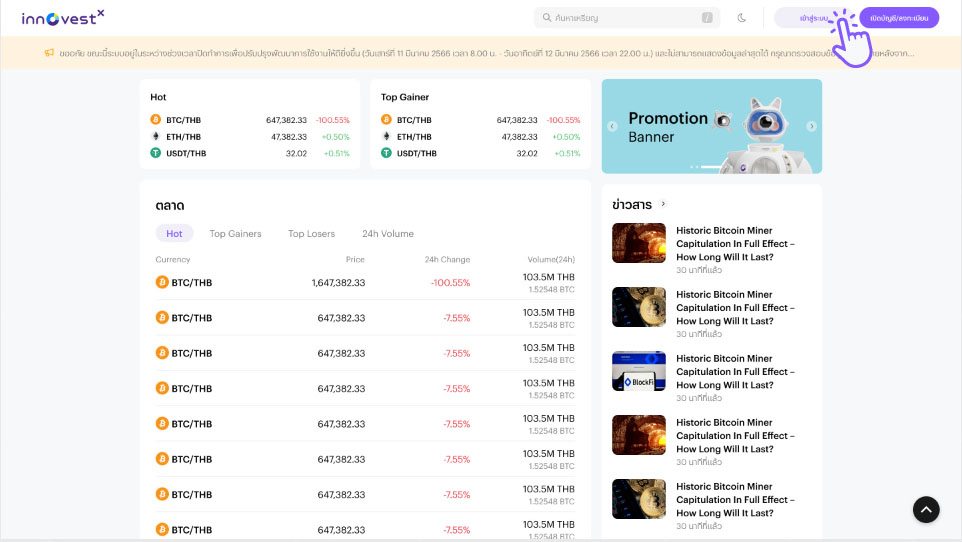 innovestx
ค้นหาเหรียญ
/
เข้าสู่ระบบ
เปิดบัญชี/ลงทะเบียน
ขออภัย ขณะนี้ระบบอยู่ในระหว่างช่วงเวลาปิดทำการเพื่อปรับปรุงพัฒนาการใช้งานให้ดียิ่งขึ้น (วันเสาร์ที่ 11 มีนาคม 2566 เวลา 8.00 น. - วันอาทิตย์ที่ 12 มีนาคม 2566 เวลา 22.00 น.) และไม่สามารถแสดงข้อมูลล่าสุดได้ กรุณาตรวจสอบ
Hot
BTC/THB 647,382.33 -100.55%
ETH/THB 47,382.33 +0.50%
USDT/THB 32.02 +0.51%
Top Gainer
BTC/THB 647,382.33 -100.55%
ETH/THB 47,382.33 +0.50%
USDT/THB 32.02 +0.51%
Promotion
Banner
ตลาด
Hot Top Gainers Top Losers 24h Volume
Currency Price 24h Change Volume(24h)
BTC/THB 1,647,382.33 -100.55% 103.5M THB
1.52548 BTC
BTC/THB 647,382.33 -7.55% 103.5M THB
1.52548 BTC
BTC/THB 647,382.33 -7.55% 103.5M THB
1.52548 BTC
BTC/THB 647,382.33 -7.55% 103.5M THB
1.52548 BTC
BTC/THB 647,382.33 -7.55% 103.5M THB
1.52548 BTC
BTC/THB 647,382.33 -7.55% 103.5M THB
1.52548 BTC
BTC/THB 647,382.33 -7.55% 103.5M THB
1.52548 BTC
BTC/THB 647,382.33 -7.55% 103.5M THB
1.52548 BTC
ข่าวสาร
Historic Bitcoin Miner
Capitulation In Full Effect –
How Long Will It Last?
30 นาทีที่แล้ว
Historic Bitcoin Miner
Capitulation In Full Effect –
How Long Will It Last?
30 นาทีที่แล้ว
BlockFi
Historic Bitcoin Miner
Capitulation In Full Effect –
How Long Will It Last?
30 นาทีที่แล้ว
Historic Bitcoin Miner
Capitulation In Full Effect –
How Long Will It Last?
30 นาทีที่แล้ว
Historic Bitcoin Miner
Capitulation In Full Effect –
How Long Will It Last?
30 นาทีที่แล้ว